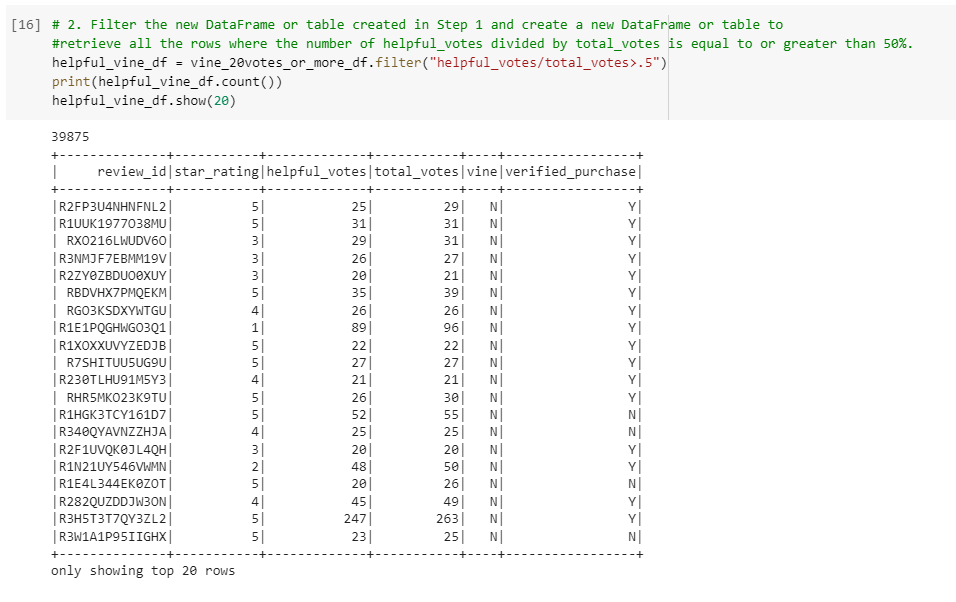 [16] # 2. Filter the new DataFrame or table created in Step 1 and create a new DataFrame or table to
#retrieve all the rows where the number of helpful_votes divided by total_votes is equal to or greater than 50%.
helpful_vine_df = vine_20votes_or_more_df.filter("helpful_votes/total_votes>.5")
print(helpful_vine_df.count())
helpful_vine_df.show(20)
39875
+--------------+-----------+-------------+-----------+----+-----------------+
|     review_id|star_rating|helpful_votes|total_votes|vine|verified_purchase|
+--------------+-----------+-------------+-----------+----+-----------------+
|R2FP3U4NHNFNL2|          5|           25|         29|   N|                Y|
|R1UUK1977O38MU|          5|           31|         31|   N|                Y|
| RXO216LWUDV6O|          3|           29|         31|   N|                Y|
|R3NMJF7EBMM19V|          3|           26|         27|   N|                Y|
|R2ZY0ZBDUO0XUY|          3|           20|         21|   N|                Y|
| RBDVHX7PMQEKM|          5|           35|         39|   N|                Y|
| RGO3KSDXYWTGU|          4|           26|         26|   N|                Y|
|R1E1PQGHWGO3Q1|          1|           89|         96|   N|                Y|
|R1XOXXUVYZEDJB|          5|           22|         22|   N|                Y|
| R7SHITUU5UG9U|          5|           27|         27|   N|                Y|
|R230TLHU91M5Y3|          4|           21|         21|   N|                Y|
| RHR5MKO23K9TU|          5|           26|         30|   N|                Y|
|R1HGK3TCY161D7|          5|           52|         55|   N|                N|
|R340QYAVNZZHJA|          4|           25|         25|   N|                N|
|R2F1UVQK0JL4QH|          3|           20|         20|   N|                Y|
|R1N21UY546VWMN|          2|           48|         50|   N|                Y|
|R1E4L344EK0ZOT|          5|           20|         26|   N|                N|
|R282QUZDDJW3ON|          4|           45|         49|   N|                Y|
|R3H5T3T7QY3ZL2|          5|          247|        263|   N|                Y|
|R3W1A1P95IIGHX|          5|           23|         25|   N|                N|
+--------------+-----------+-------------+-----------+----+-----------------+
only showing top 20 rows